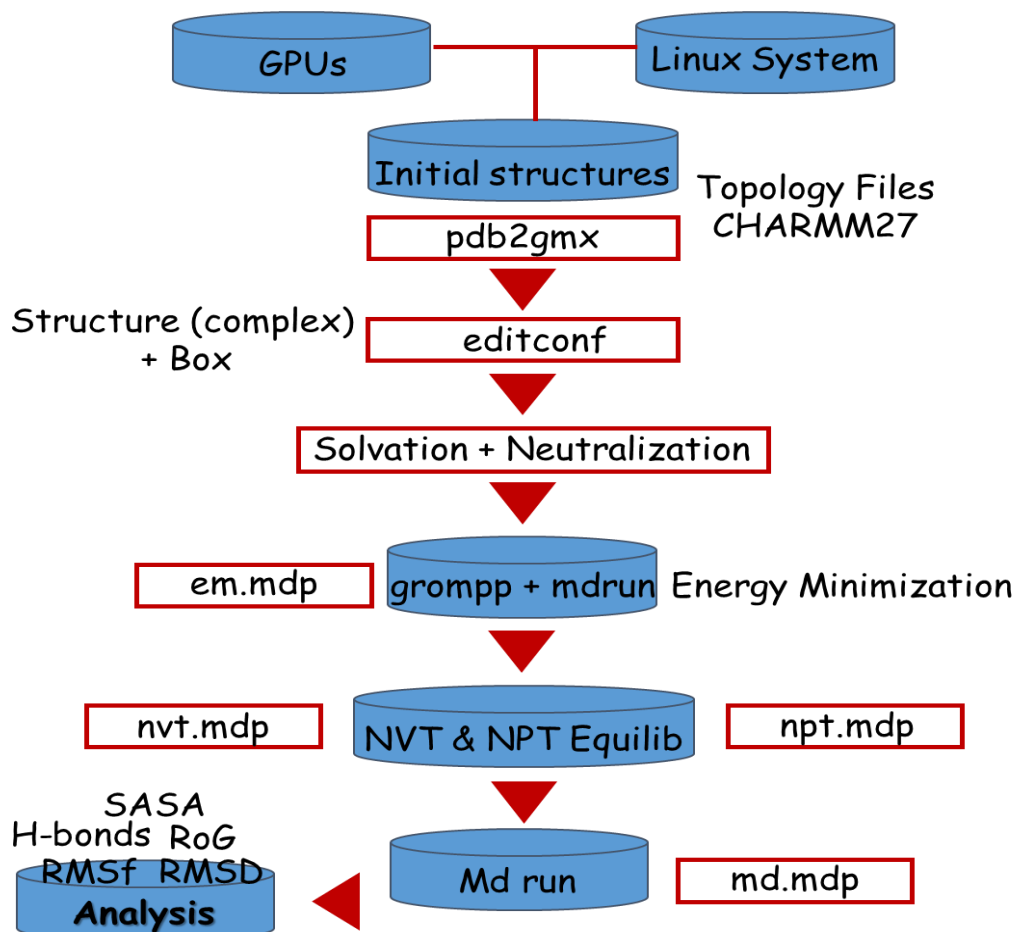 GPUs
Linux System
Initial structures
Topology Files
CHARMM27
pdb2gmx
Structure (complex)
+ Box
editconf
Solvation + Neutralization
em.mdp
grompp + mdrun
Energy Minimization
nvt.mdp
NVT & NPT Equilib
npt.mdp
SASA
H-bonds RoG
RMSf RMSD
Analysis
Md run
md.mdp